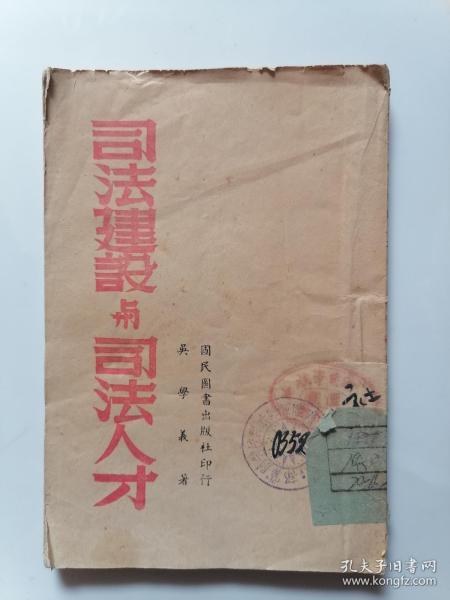 司法建設與司法人才
國民圖書出版社印行
吳學義著
0352
孔夫子旧书网
www.kongfz.com